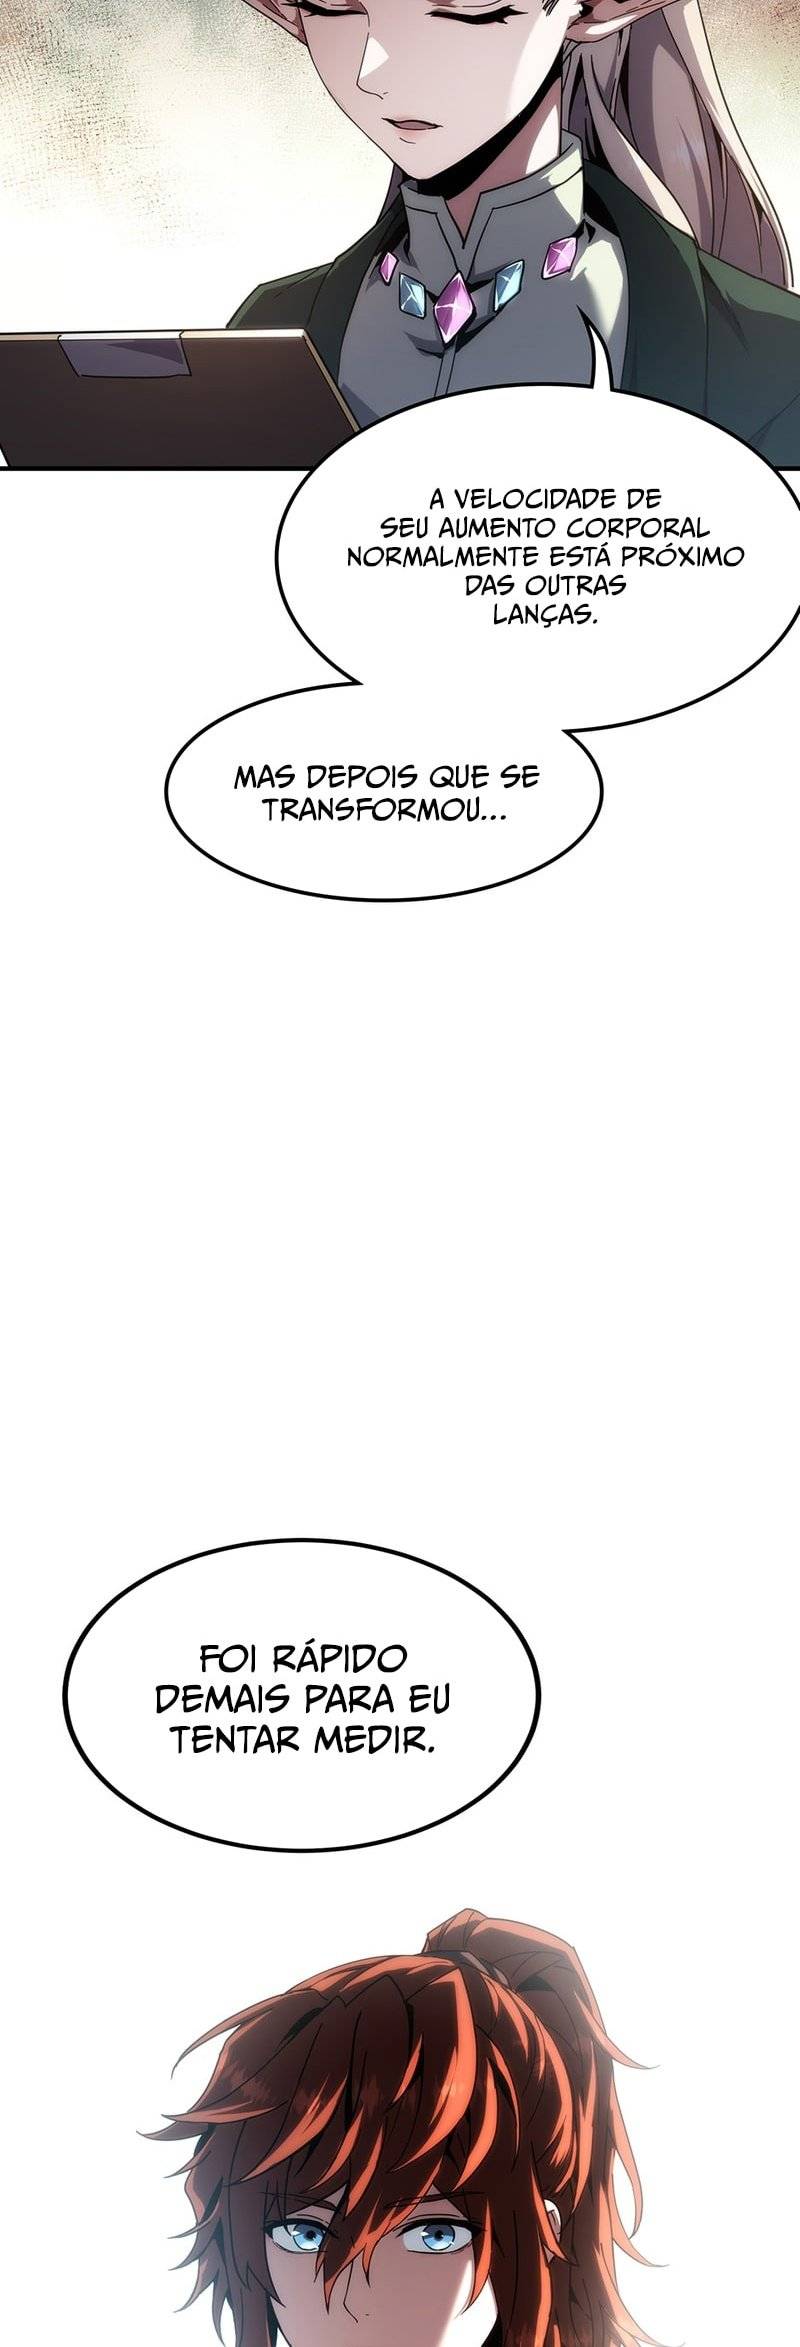 A VELOCIDADE DE
SEU AUMENTO CORPORAL
NORMALMENTE ESTÁ PRÓXIMO
DAS OUTRAS
LANÇAS.
MAS DEPOIS QUE SE
TRANSFORMOU...
FOI RÁPIDO
DEMAIS PARA EU
TENTAR MEDIR.